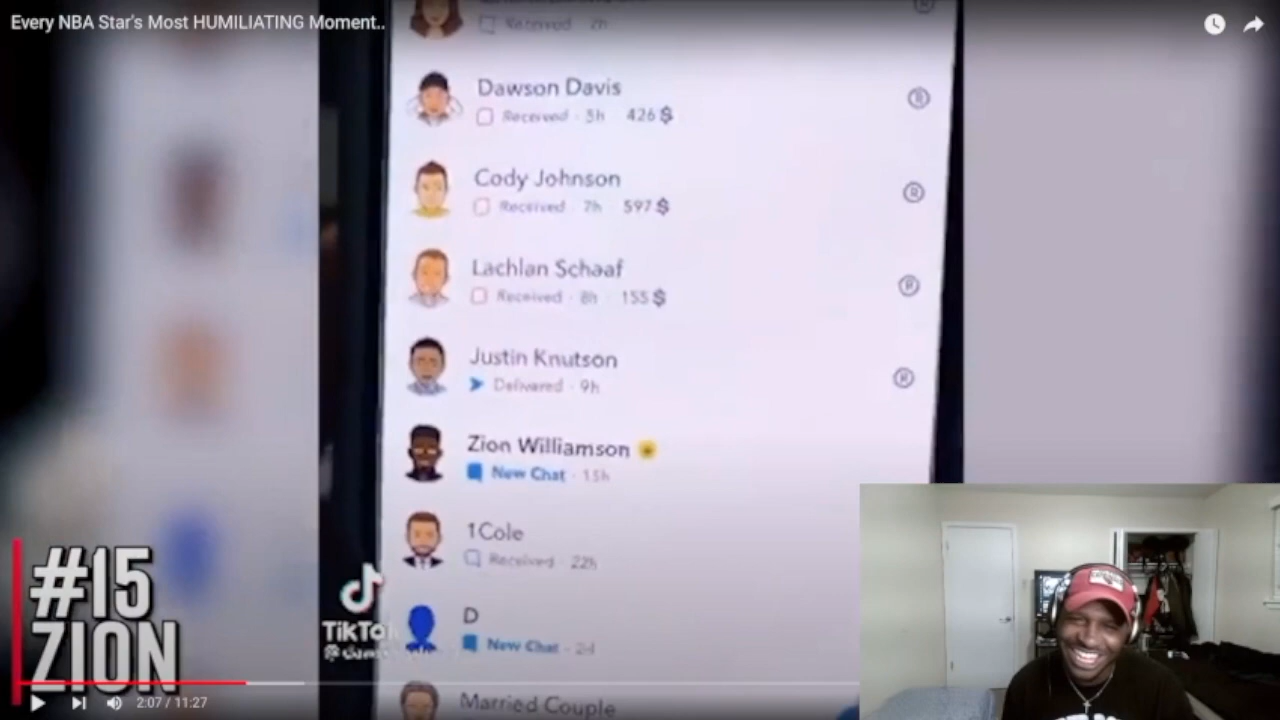 Every NBA Star's Most HUMILIATING Moment..
Received 2h
Dawson Davis
Received · 5h 426 $
R
Cody Johnson
Received · 7h 597 $
R
Lachlan Schaaf
Received · 8h 155 $
R
Justin Knutson
Delivered · 9h
R
Zion Williamson
New Chat · 15h
1Cole
Received 22h
D
New Chat · 2d
Married Couple
#15
ZION
TikTok
2:07 / 11:27